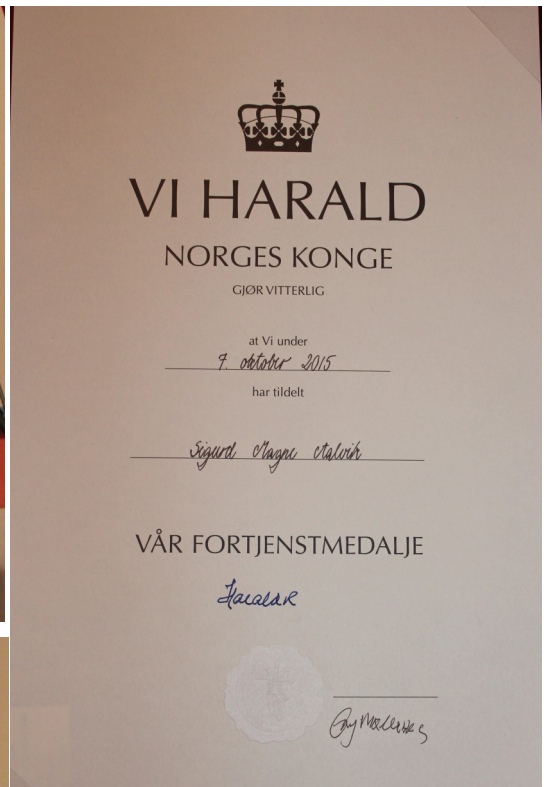 VI HARALD
NORGES KONGE
GJØR VITTERLIG
at Vi under
7. oktober 2015
har tildelt
Sigurd Magne Aalvik
VÅR FORTJENSTMEDALJE
Harald R